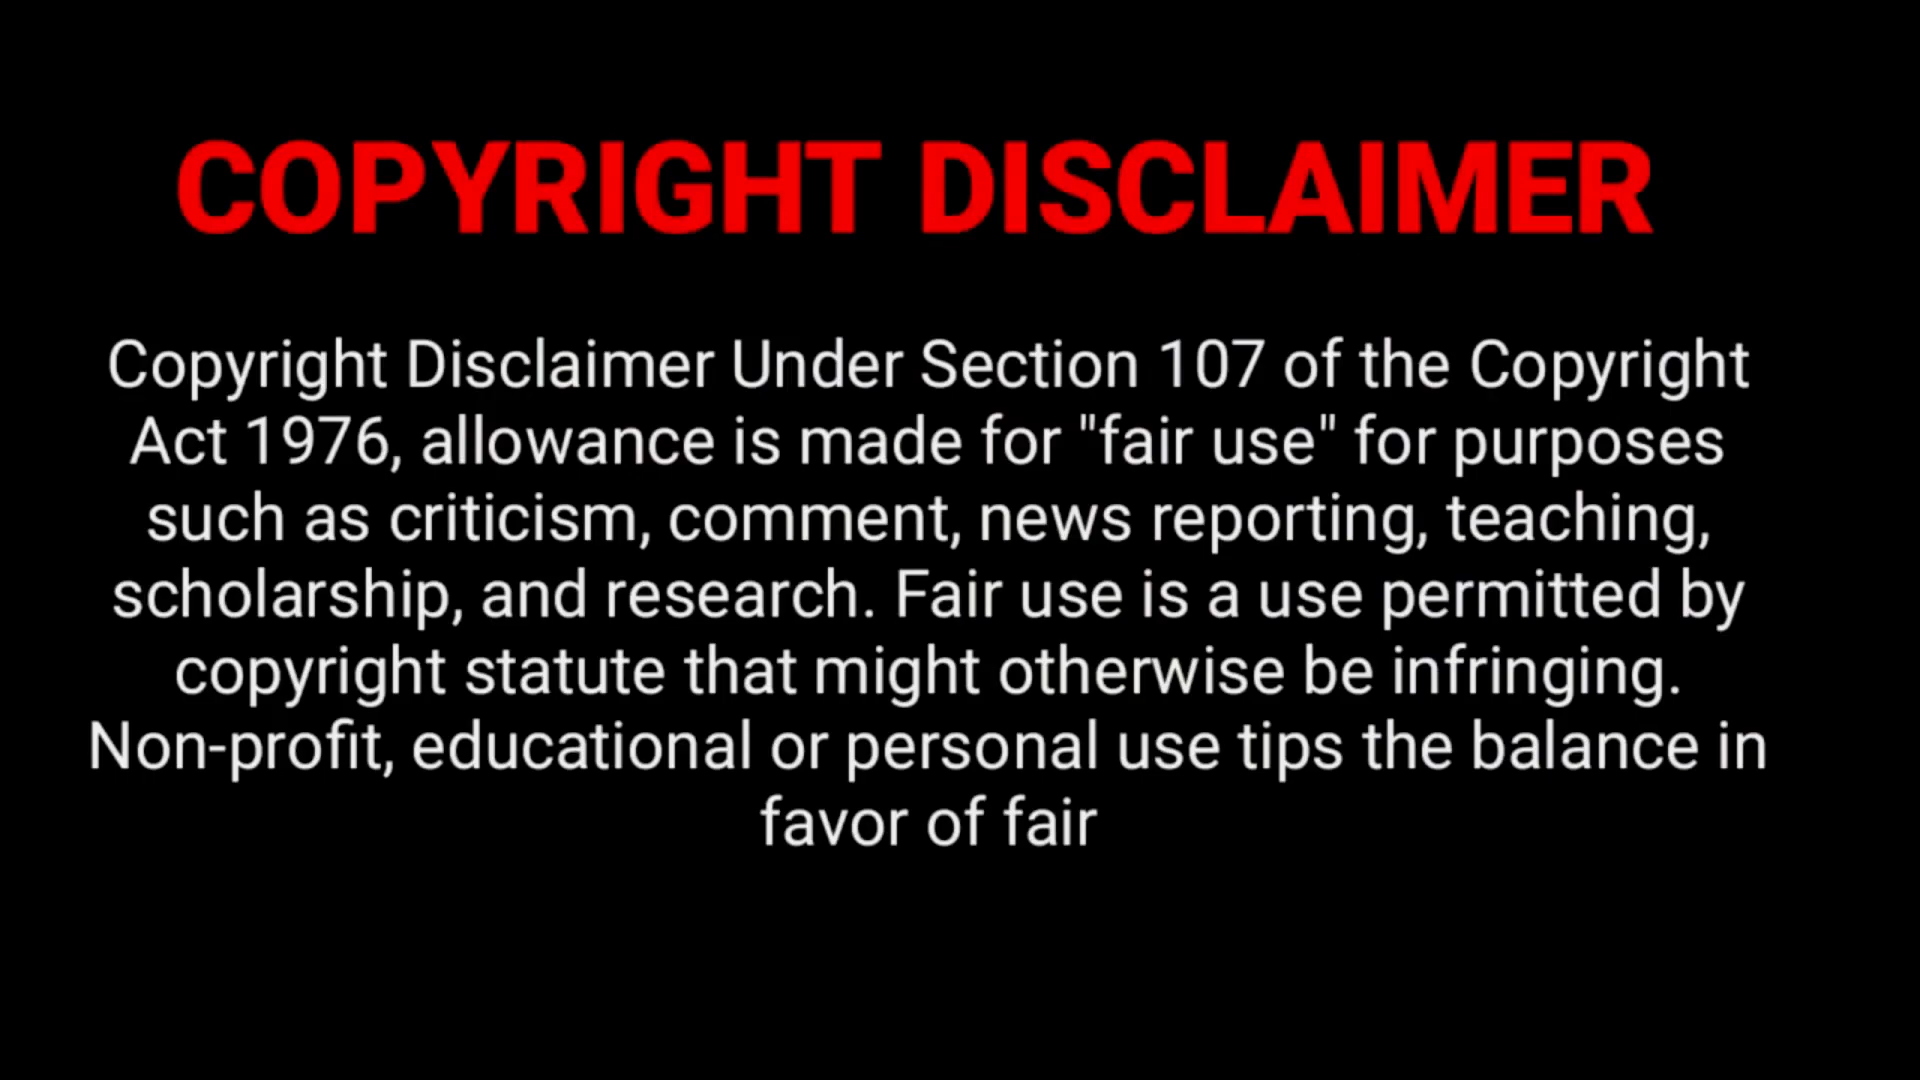 COPYRIGHT DISCLAIMER
Copyright Disclaimer Under Section 107 of the Copyright
Act 1976, allowance is made for "fair use" for purposes
such as criticism, comment, news reporting, teaching,
scholarship, and research. Fair use is a use permitted by
copyright statute that might otherwise be infringing.
Non-profit, educational or personal use tips the balance in
favor of fair